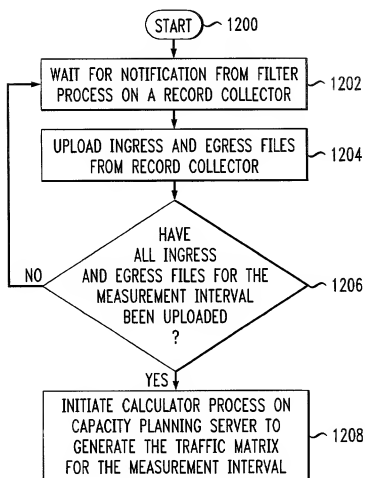 START
1200
WAIT FOR NOTIFICATION FROM FILTER
PROCESS ON A RECORD COLLECTOR
1202
UPLOAD INGRESS AND EGRESS FILES
FROM RECORD COLLECTOR
1204
HAVE
ALL INGRESS
AND EGRESS FILES FOR THE
MEASUREMENT INTERVAL
BEEN UPLOADED
?
1206
NO
YES
INITIATE CALCULATOR PROCESS ON
CAPACITY PLANNING SERVER TO
GENERATE THE TRAFFIC MATRIX
FOR THE MEASUREMENT INTERVAL
1208